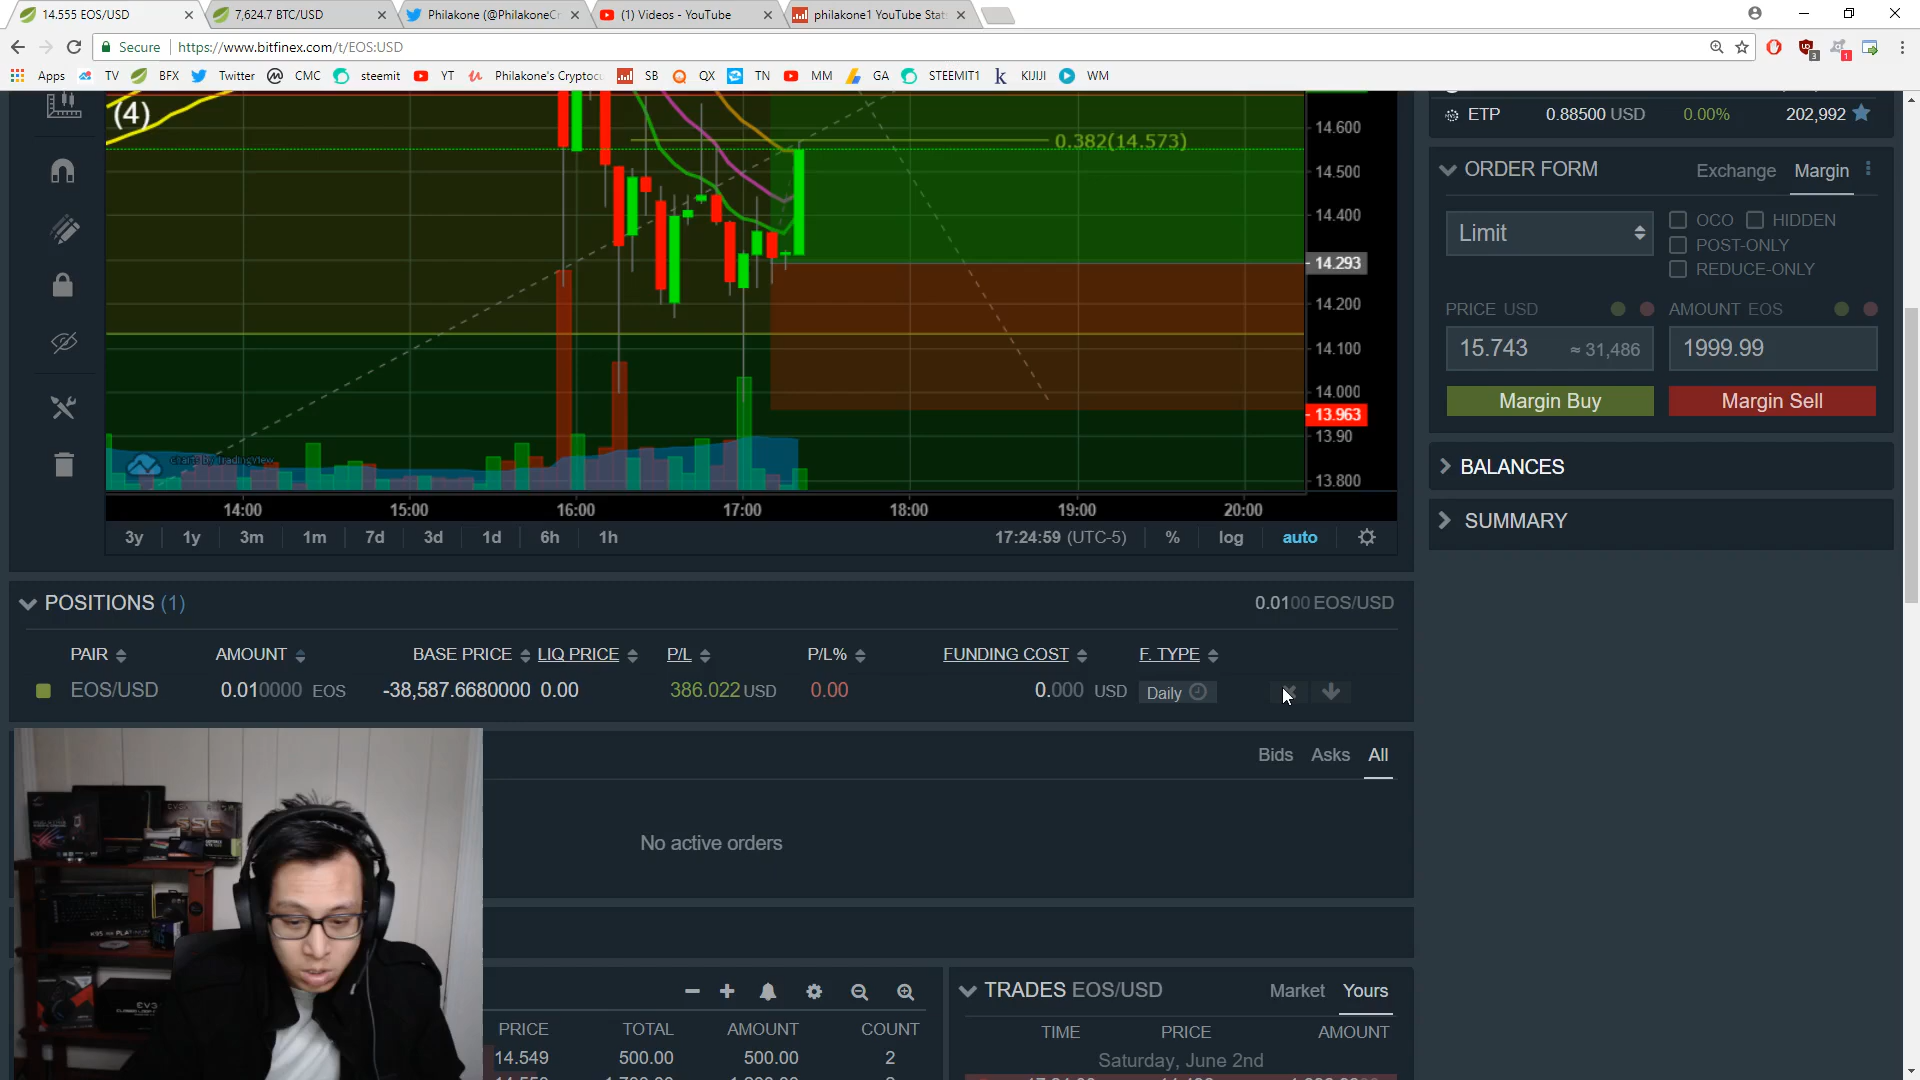 14.555 EOS/USD
7,624.7 BTC/USD
Philakone (@PhilakoneC
(1) Videos - YouTube
philakone1 YouTube Stat
Secure https://www.bitfinex.com/t/EOS:USD
3
1
Apps TV BFX Twitter CMC steemit YT Philakone's Cryptocu SB QX TN MM GA STEEMIT1 KIJIJI WM
(4)
0.382(14.573)
14.600
14.500
14.400
14.293
14.200
14.100
14.000
13.963
13.90
13.800
Charts by TradingView
14:00 15:00 16:00 17:00 18:00 19:00 20:00
3y 1y 3m 1m 7d 3d 1d 6h 1h 17:24:59 (UTC-5) % log auto
ETP 0.88500 USD 0.00% 202,992
ORDER FORM Exchange Margin
Limit
OCO HIDDEN
POST-ONLY
REDUCE-ONLY
PRICE USD AMOUNT EOS
15.743 ≈ 31,486 1999.99
Margin Buy Margin Sell
BALANCES
SUMMARY
POSITIONS (1) 0.0100 EOS/USD
PAIR AMOUNT BASE PRICE LIQ PRICE P/L P/L% FUNDING COST F. TYPE
EOS/USD 0.010000 EOS -38,587.6680000 0.00 386.022 USD 0.00 0.000 USD Daily
Bids Asks All
No active orders
PRICE TOTAL AMOUNT COUNT
14.549 500.00 500.00 2
TRADES EOS/USD Market Yours
TIME PRICE AMOUNT
Saturday, June 2nd